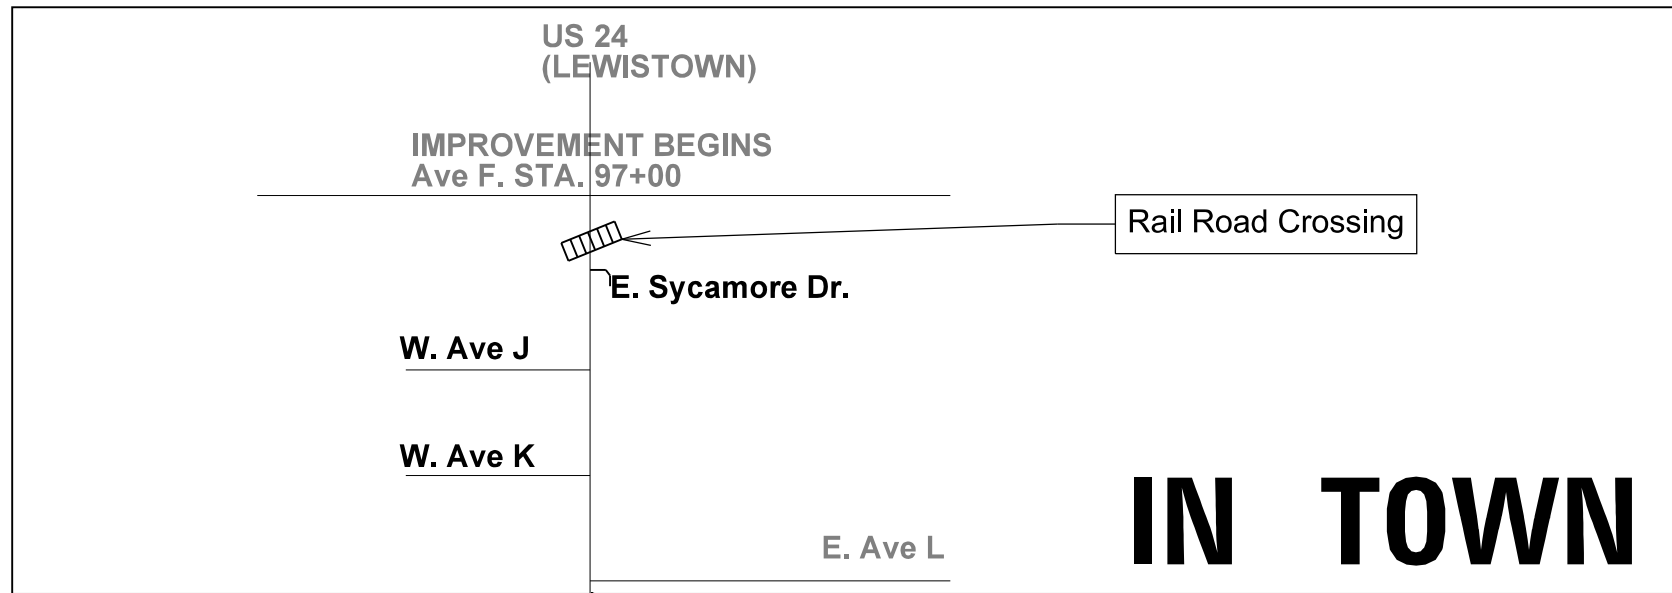 US 24
(LEWISTOWN)
IMPROVEMENT BEGINS
Ave F. STA. 97+00
Rail Road Crossing
E. Sycamore Dr.
W. Ave J
W. Ave K
IN TOWN
E. Ave L